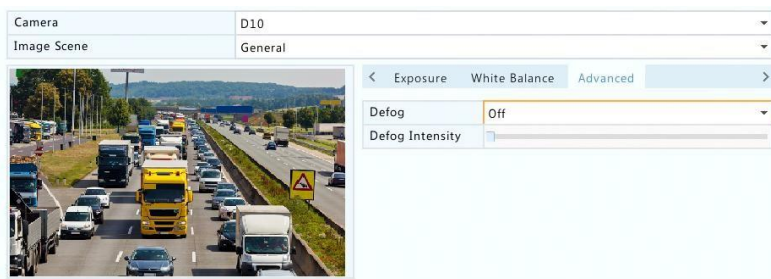 Camera
D10
Image Scene
General
< Exposure White Balance Advanced >
Defog
Off
Defog Intensity